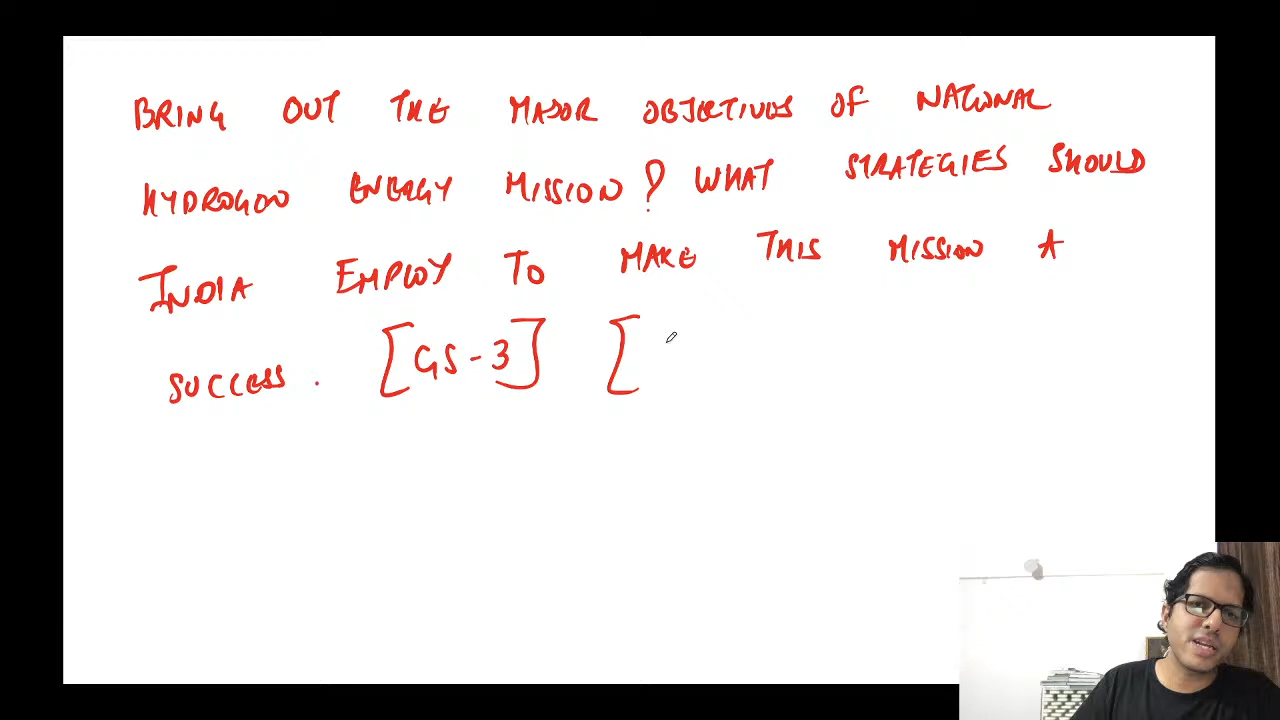 BRING OUT THE MAJOR OBJECTIVES OF NATIONAL
HYDROGEN ENERGY MISSION? WHAT STRATEGIES SHOULD
INDIA EMPLOY TO MAKE THIS MISSION A
SUCCESS. [GS-3] [